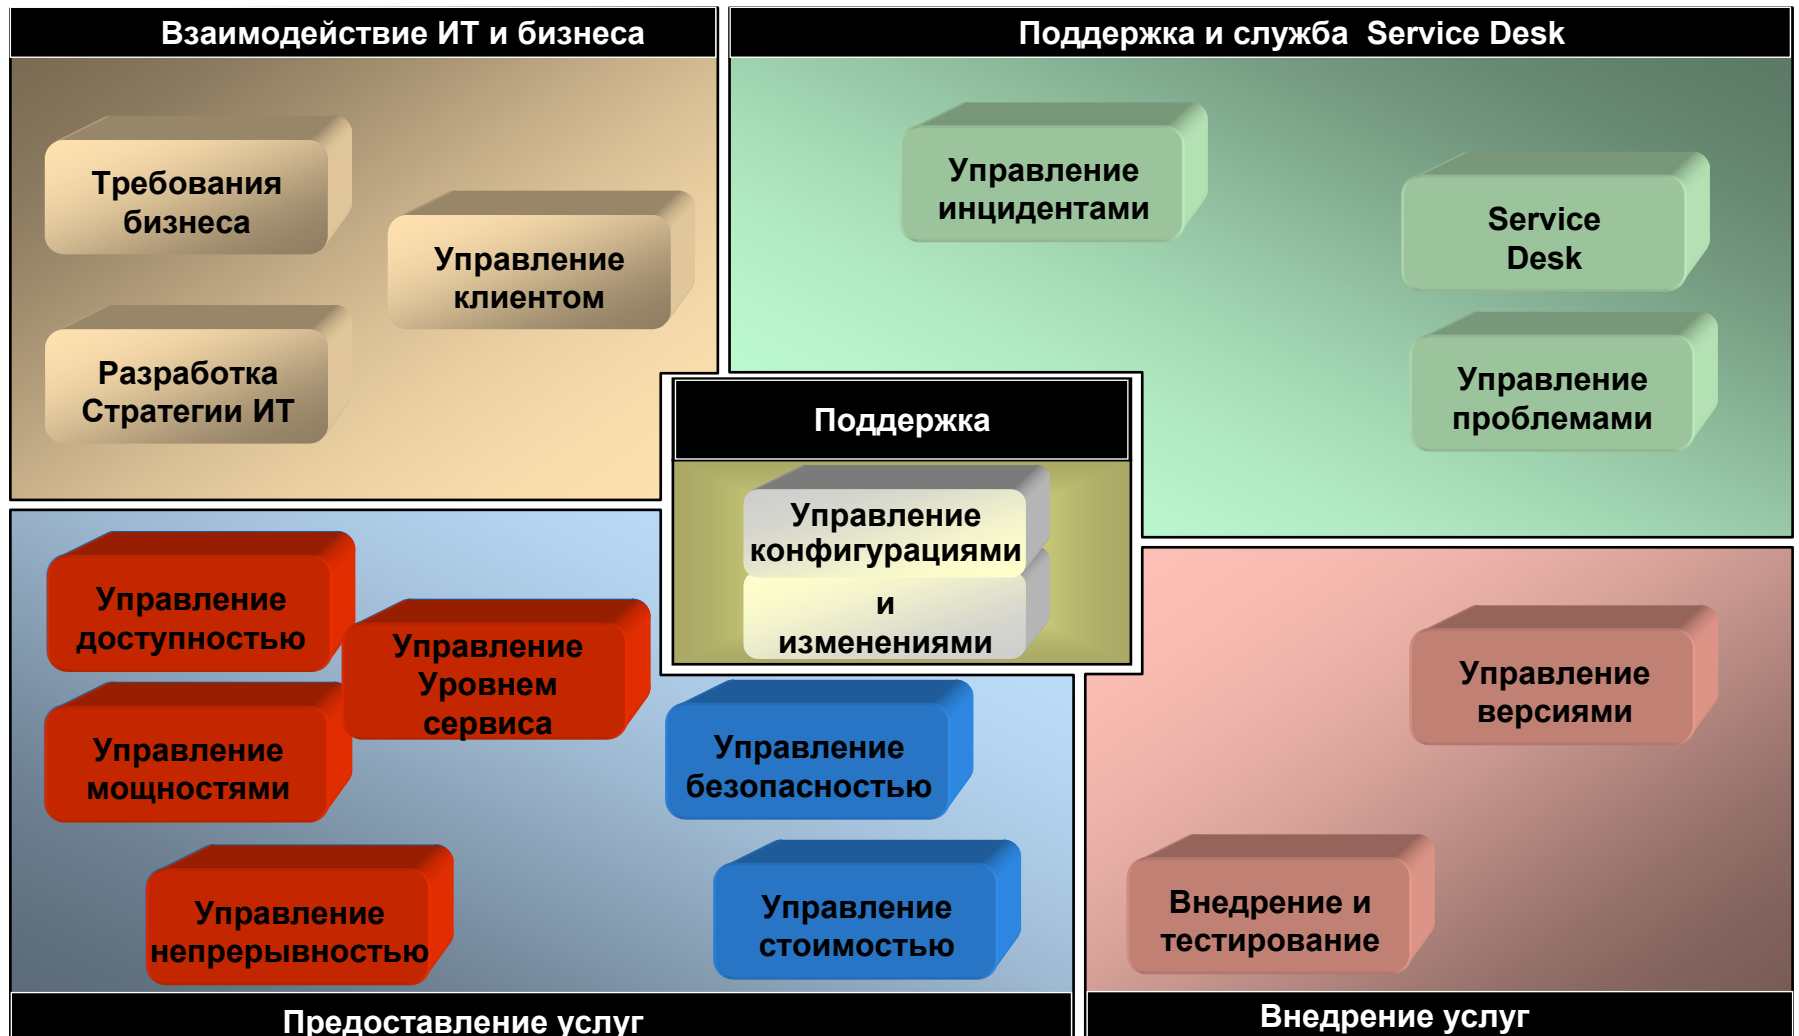 Взаимодействие ИТ и бизнеса
Требования
бизнеса
Управление
клиентом
Разработка
Стратегии ИТ
Поддержка и служба  Service Desk
Управление
инцидентами
Service
Desk
Управление
проблемами
Поддержка
Управление
конфигурациями
и
изменениями
Управление
доступностью
Управление
Уровнем
сервиса
Управление
мощностями
Управление
безопасностью
Управление
непрерывностью
Управление
стоимостью
Предоставление услуг
Управление
версиями
Внедрение и
тестирование
Внедрение услуг